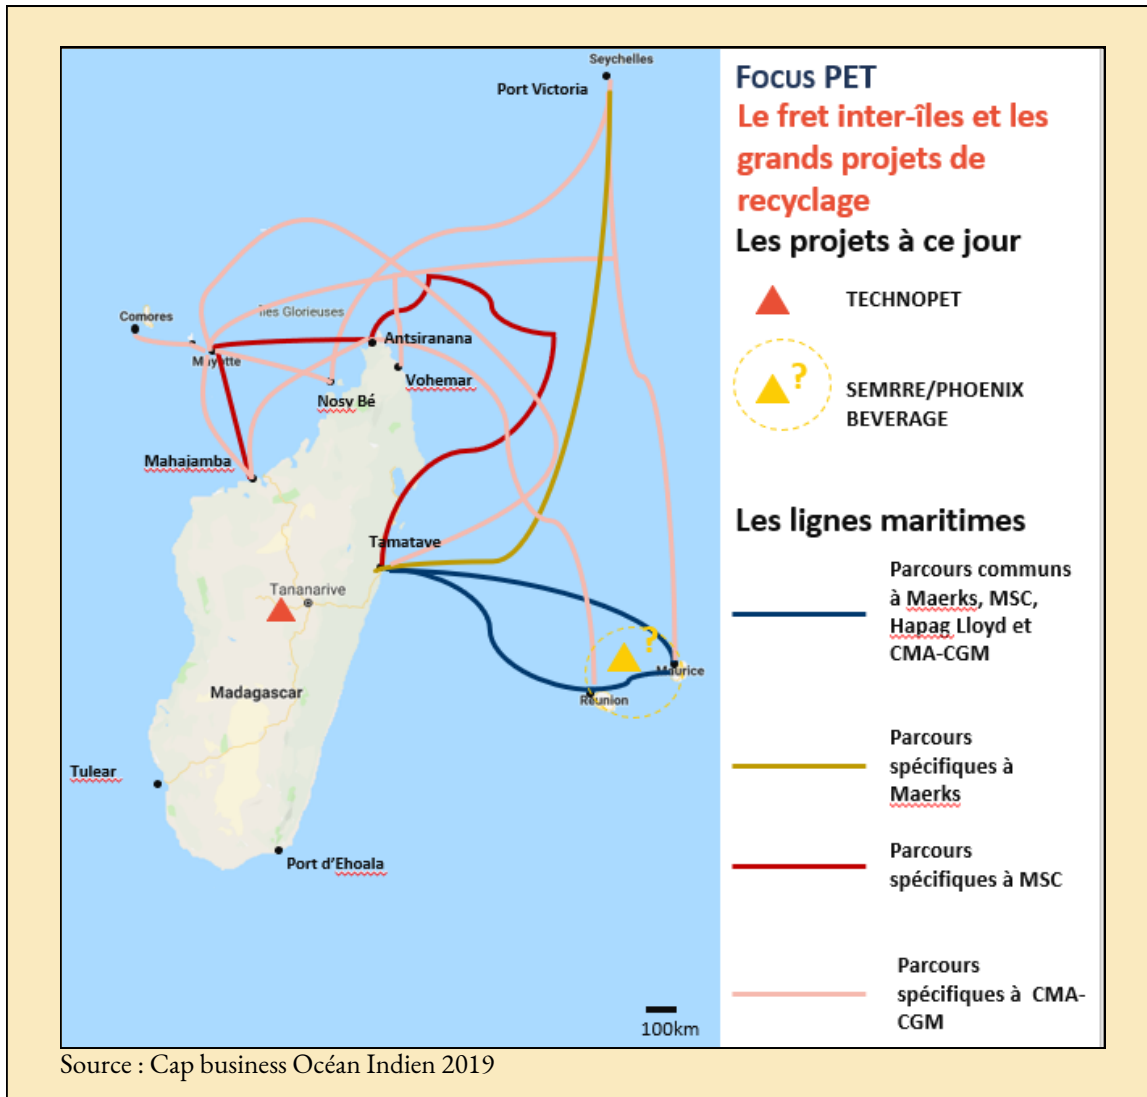 Seychelles
Port Victoria
Comores
Îles Glorieuses
Mayotte
Antsiranana
Vohemar
Nosy Bé
Mahajamba
Tamatave
Tananarive
?
Maurice
Réunion
Madagascar
Tulear
Port d'Ehoala
100km
Focus PET
Le fret inter-îles et les
grands projets de
recyclage
Les projets à ce jour
TECHNOPET
?
SEMRRE/PHOENIX
BEVERAGE
Les lignes maritimes
Parcours communs
à Maerks, MSC,
Hapag Lloyd et
CMA-CGM
Parcours
spécifiques à
Maerks
Parcours
spécifiques à MSC
Parcours
spécifiques à CMA-
CGM
Source : Cap business Océan Indien 2019